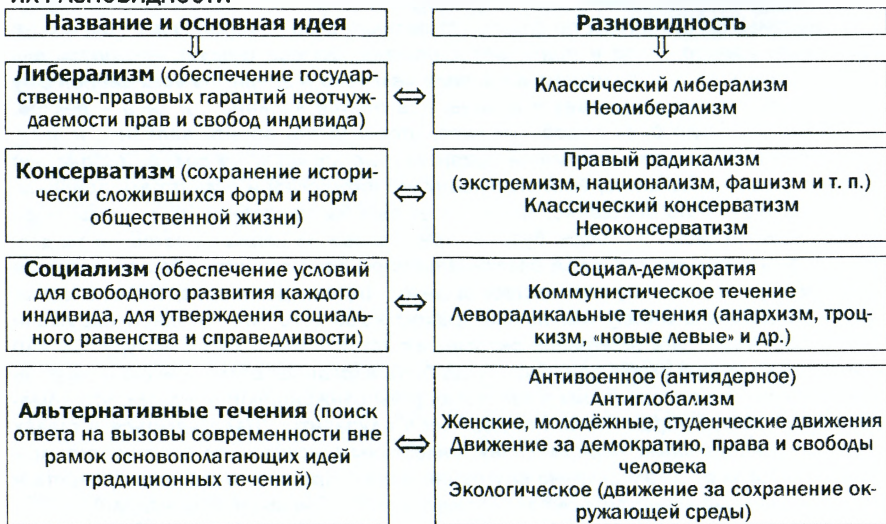 Название и основная идея
Разновидность
Либерализм (обеспечение государ-
ственно-правовых гарантий неотчуж-
даемости прав и свобод индивида)
Классический либерализм
Неолиберализм
Консерватизм (сохранение истори-
чески сложившихся форм и норм
общественной жизни)
Правый радикализм
(экстремизм, национализм, фашизм и т. п.)
Классический консерватизм
Неоконсерватизм
Социализм (обеспечение условий
для свободного развития каждого
индивида, для утверждения социаль-
ного равенства и справедливости)
Социал-демократия
Коммунистическое течение
Леворадикальные течения (анархизм, троц-
кизм, «новые левые» и др.)
Альтернативные течения (поиск
ответа на вызовы современности вне
рамок основополагающих идей
традиционных течений)
Антивоенное (антиядерное)
Антиглобализм
Женские, молодёжные, студенческие движения
Движение за демократию, права и свободы
человека
Экологическое (движение за сохранение ок-
ружающей среды)